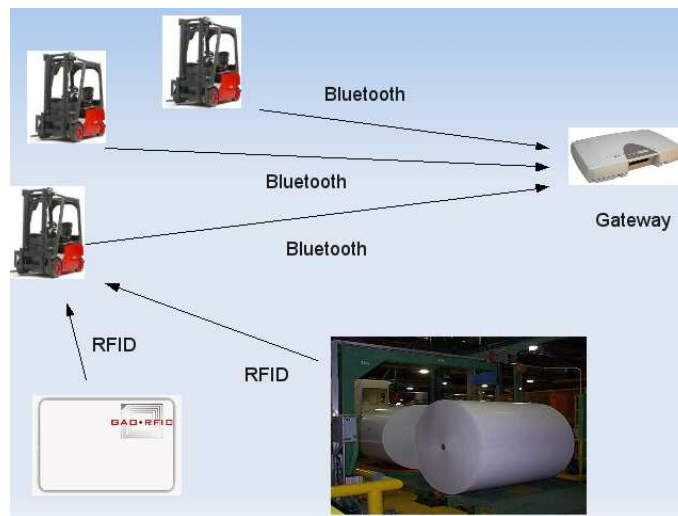 Bluetooth
Bluetooth
Gateway
Bluetooth
RFID
RFID
GAO•RFID